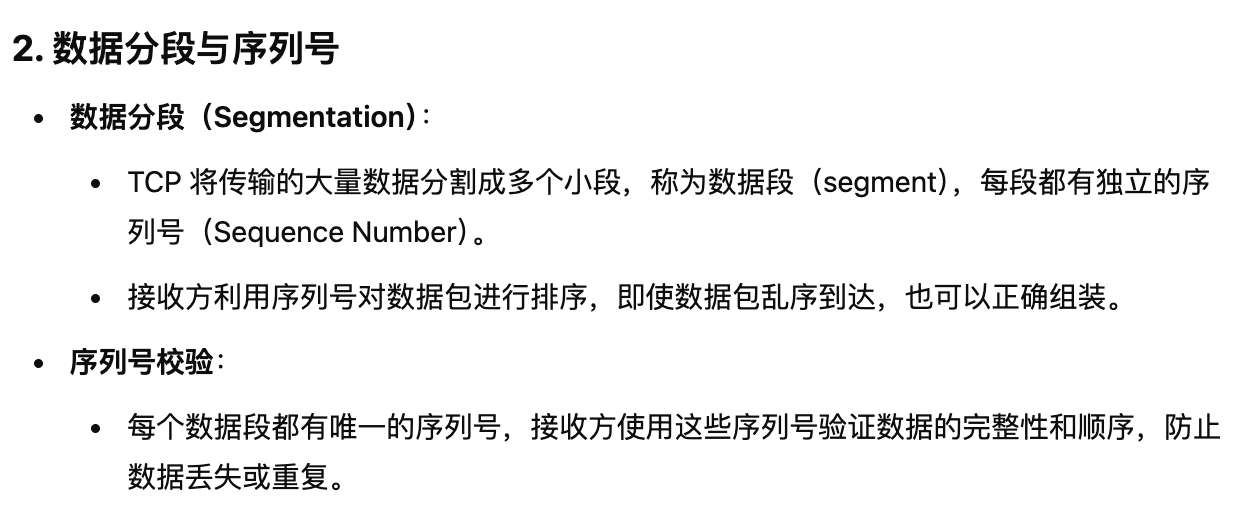 2. 数据分段与序列号
• 数据分段（Segmentation）：
• TCP 将传输的大量数据分割成多个小段，称为数据段（segment），每段都有独立的序
列号（Sequence Number）。
• 接收方利用序列号对数据包进行排序，即使数据包乱序到达，也可以正确组装。
• 序列号校验：
• 每个数据段都有唯一的序列号，接收方使用这些序列号验证数据的完整性和顺序，防止
数据丢失或重复。